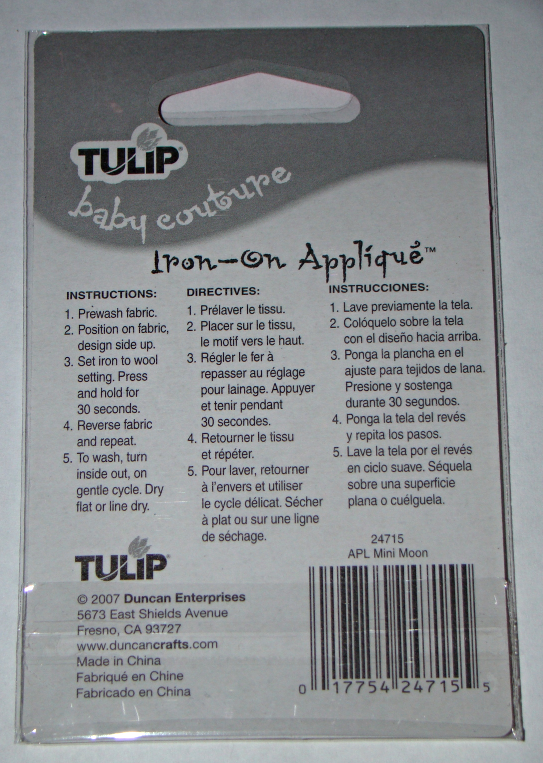 TULIP®
baby couture
Iron-On Appliqué™
INSTRUCTIONS:
1. Prewash fabric.
2. Position on fabric,
design side up.
3. Set iron to wool
setting. Press
and hold for
30 seconds.
4. Reverse fabric
and repeat.
5. To wash, turn
inside out, on
gentle cycle. Dry
flat or line dry.
DIRECTIVES:
1. Prélaver le tissu.
2. Placer sur le tissu,
le motif vers le haut.
3. Régler le fer à
repasser au réglage
pour lainage. Appuyer
et tenir pendant
30 secondes.
4. Retourner le tissu
et répéter.
5. Pour laver, retourner
à l'envers et utiliser
le cycle délicat. Sécher
à plat ou sur une ligne
de séchage.
INSTRUCCIONES:
1. Lave previamente la tela.
2. Colóquelo sobre la tela
con el diseño hacia arriba.
3. Ponga la plancha en el
ajuste para tejidos de lana.
Presione y sostenga
durante 30 segundos.
4. Ponga la tela del revés
y repita los pasos.
5. Lave la tela por el revés
en ciclo suave. Séquela
sobre una superficie
plana o cuélguela.
TULIP®
© 2007 Duncan Enterprises
5673 East Shields Avenue
Fresno, CA 93727
www.duncancrafts.com
Made in China
Fabriqué en Chine
Fabricado en China
24715
APL Mini Moon
0 17754 24715 5